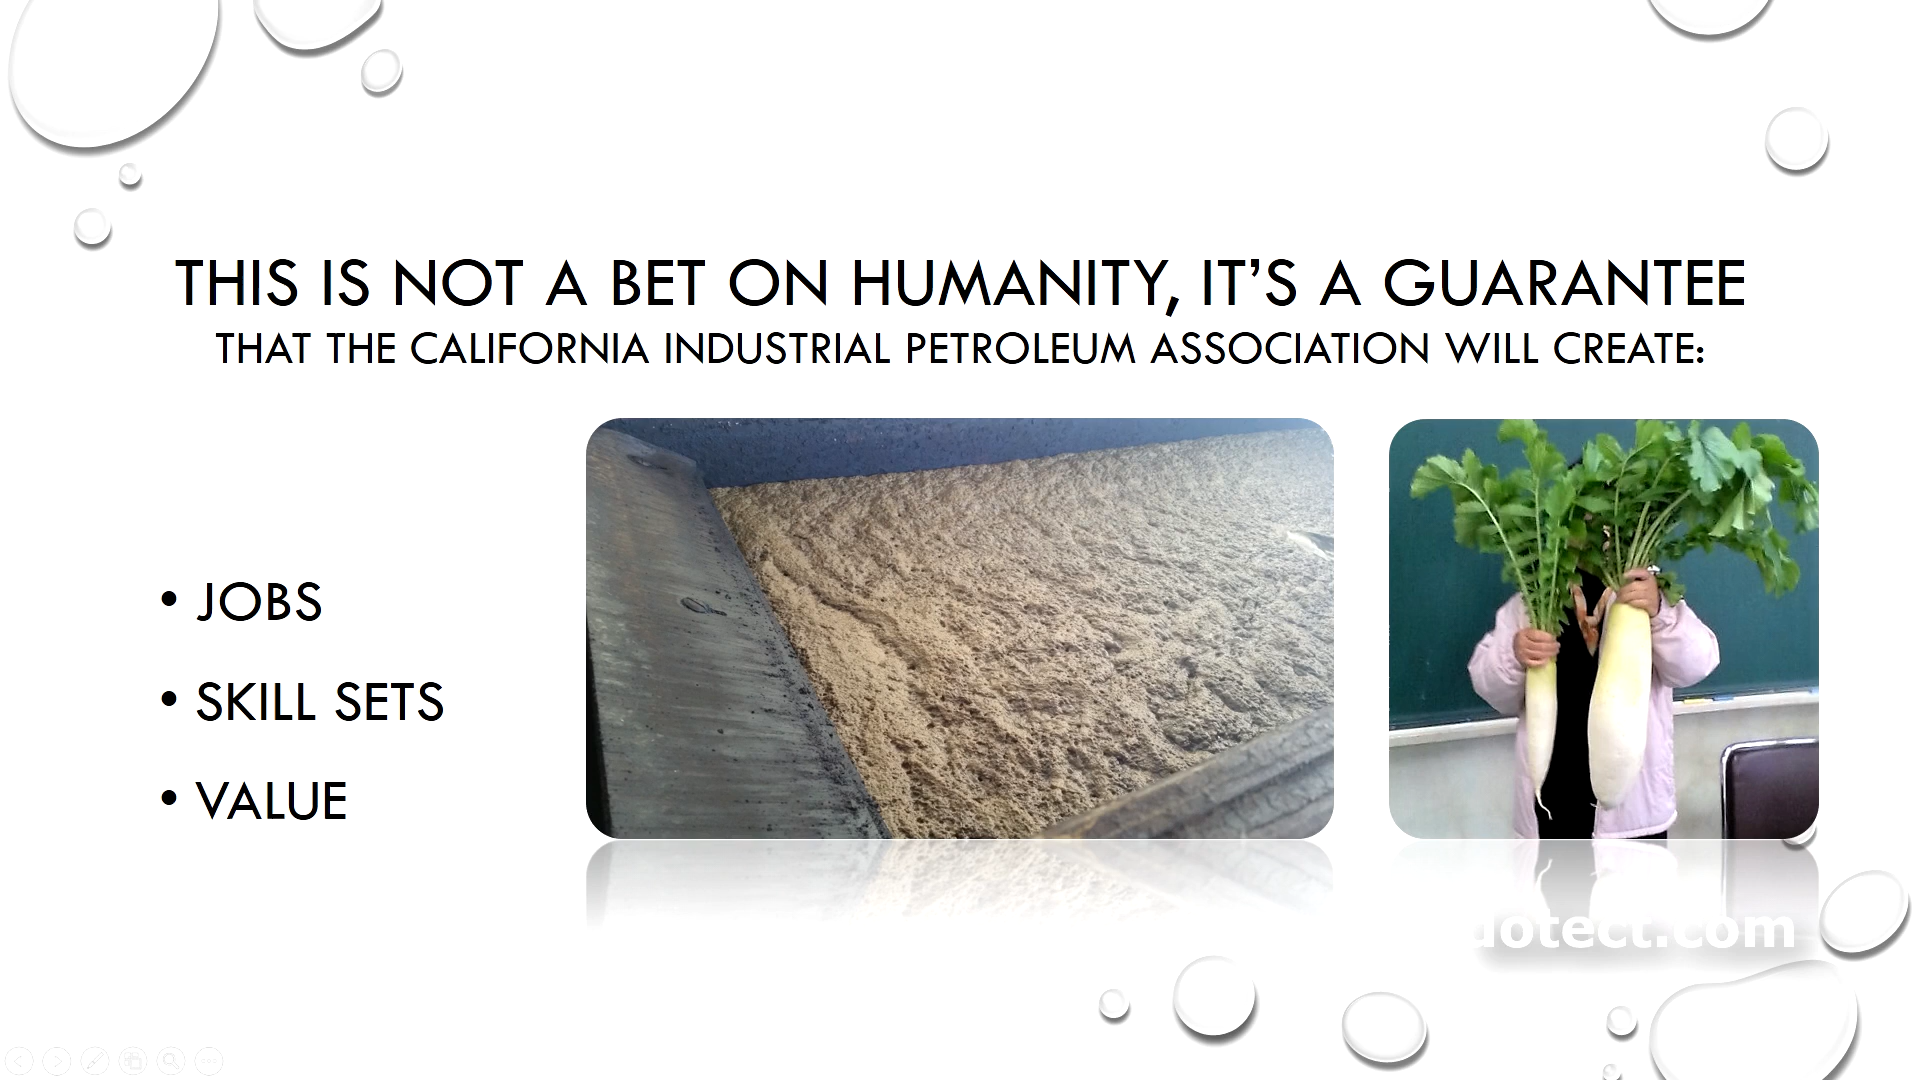 THIS IS NOT A BET ON HUMANITY, IT’S A GUARANTEE
THAT THE CALIFORNIA INDUSTRIAL PETROLEUM ASSOCIATION WILL CREATE:
• JOBS
• SKILL SETS
• VALUE